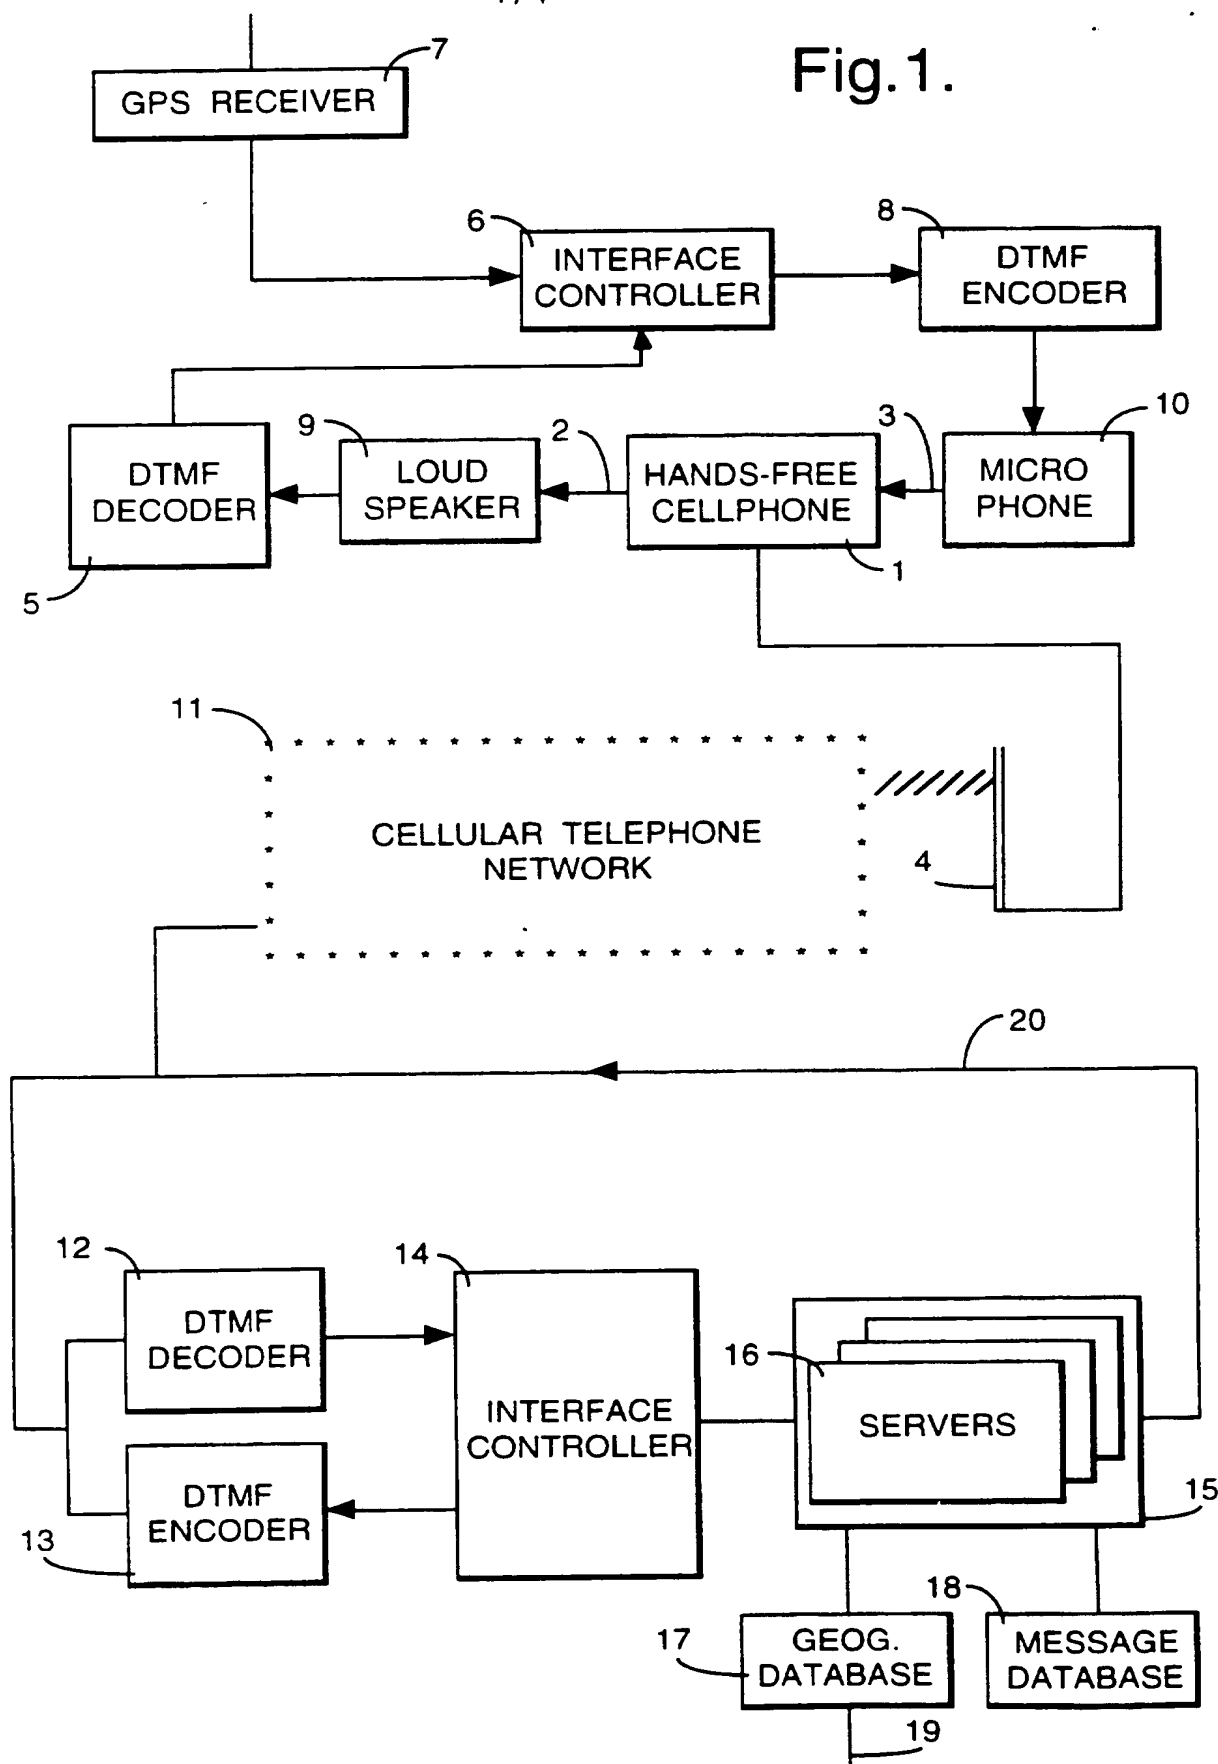 Fig.1.
7
GPS RECEIVER
6
INTERFACE
CONTROLLER
8
DTMF
ENCODER
5
DTMF
DECODER
9
LOUD
SPEAKER
2
HANDS-FREE
CELLPHONE
1
3
10
MICRO
PHONE
11
CELLULAR TELEPHONE
NETWORK
4
20
12
DTMF
DECODER
14
INTERFACE
CONTROLLER
13
DTMF
ENCODER
16
SERVERS
15
17
GEOG.
DATABASE
18
MESSAGE
DATABASE
19